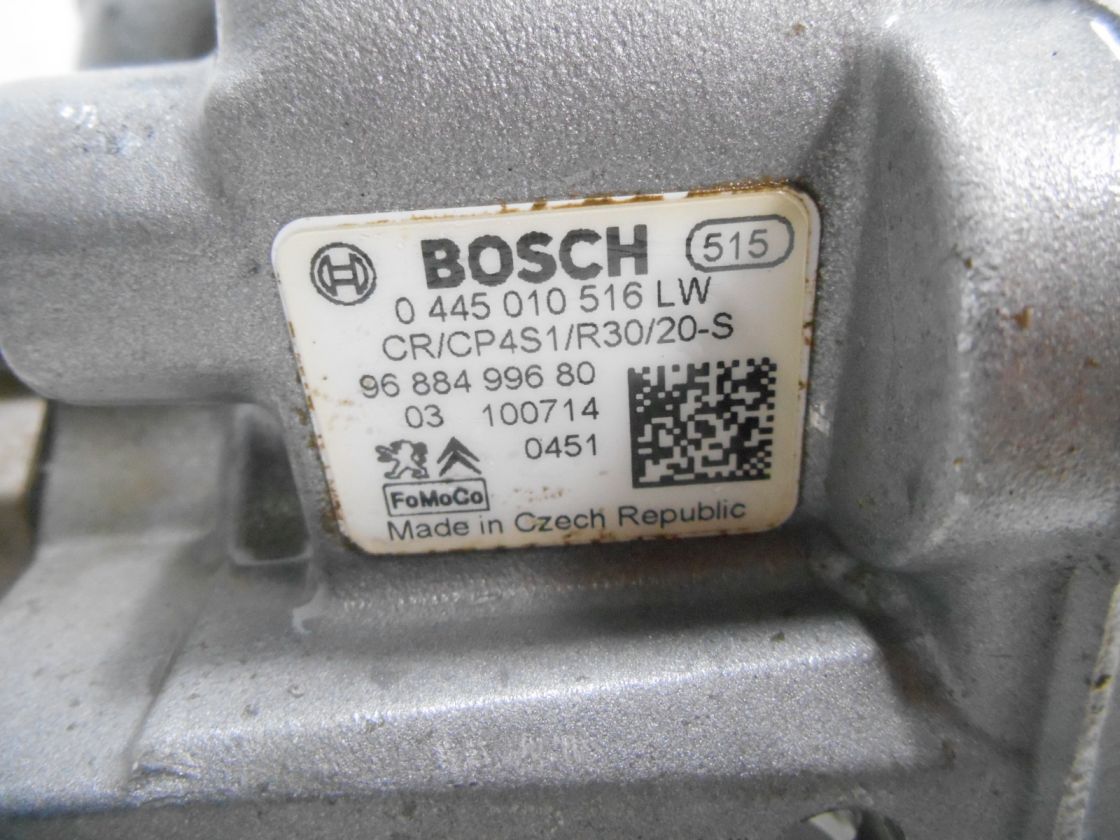 BOSCH 515
0 445 010 516 LW
CR/CP4S1/R30/20-S
96 884 996 80
03 100714
0451
FoMoCo
Made in Czech Republic